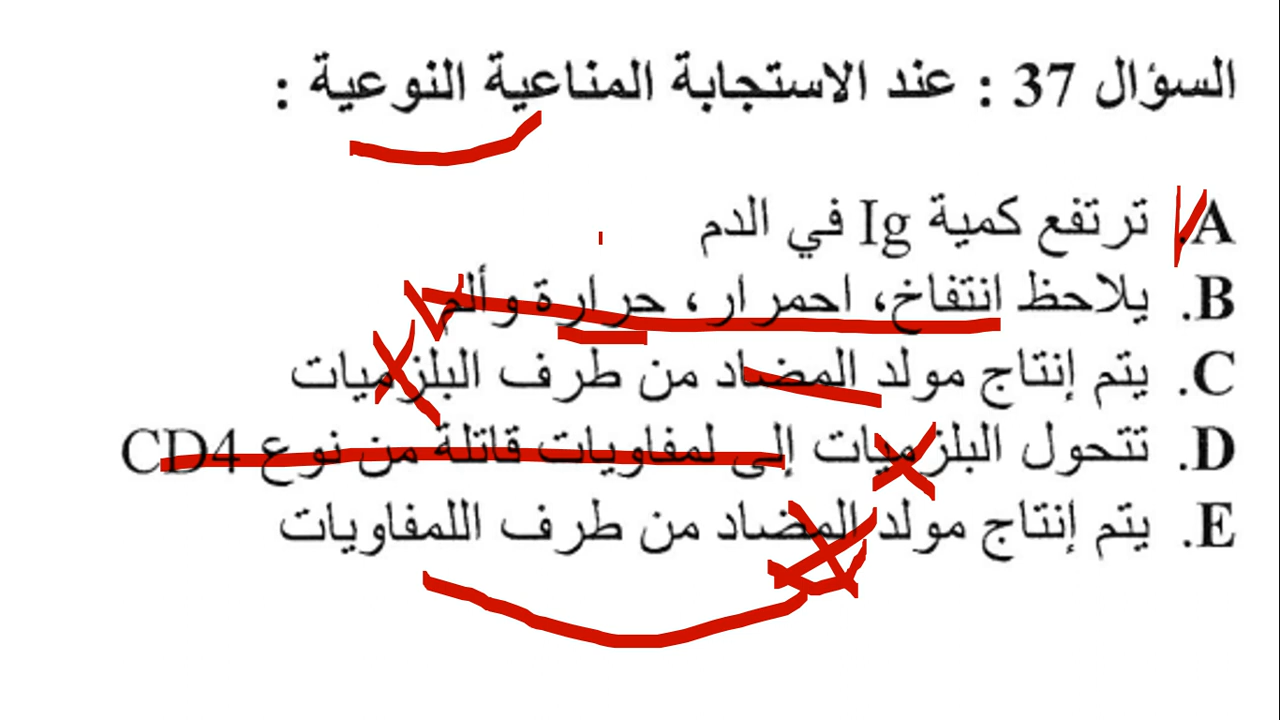 السؤال 37 : عند الاستجابة المناعية النوعية :
A. ترتفع كمية Ig في الدم
B. يلاحظ انتفاخ، احمرار، حرارة وألم
C. يتم إنتاج مولد المضاد من طرف البلزميات
D. تتحول البلزميات إلى لمفاويات قاتلة من نوع CD4
E. يتم إنتاج مولد المضاد من طرف اللمفاويات